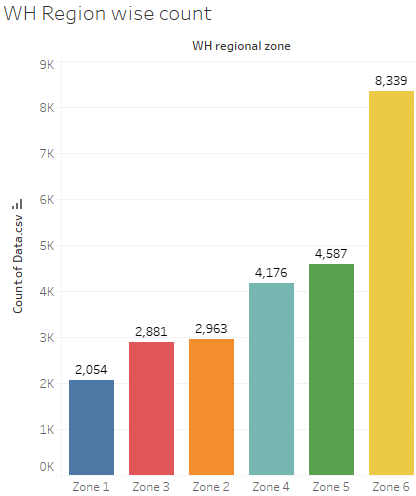 WH Region wise count
WH regional zone
9K
8K
7K
6K
5K
4K
3K
2K
1K
0K
Count of Data.csv
2,054
2,881
2,963
4,176
4,587
8,339
Zone 1
Zone 3
Zone 2
Zone 4
Zone 5
Zone 6